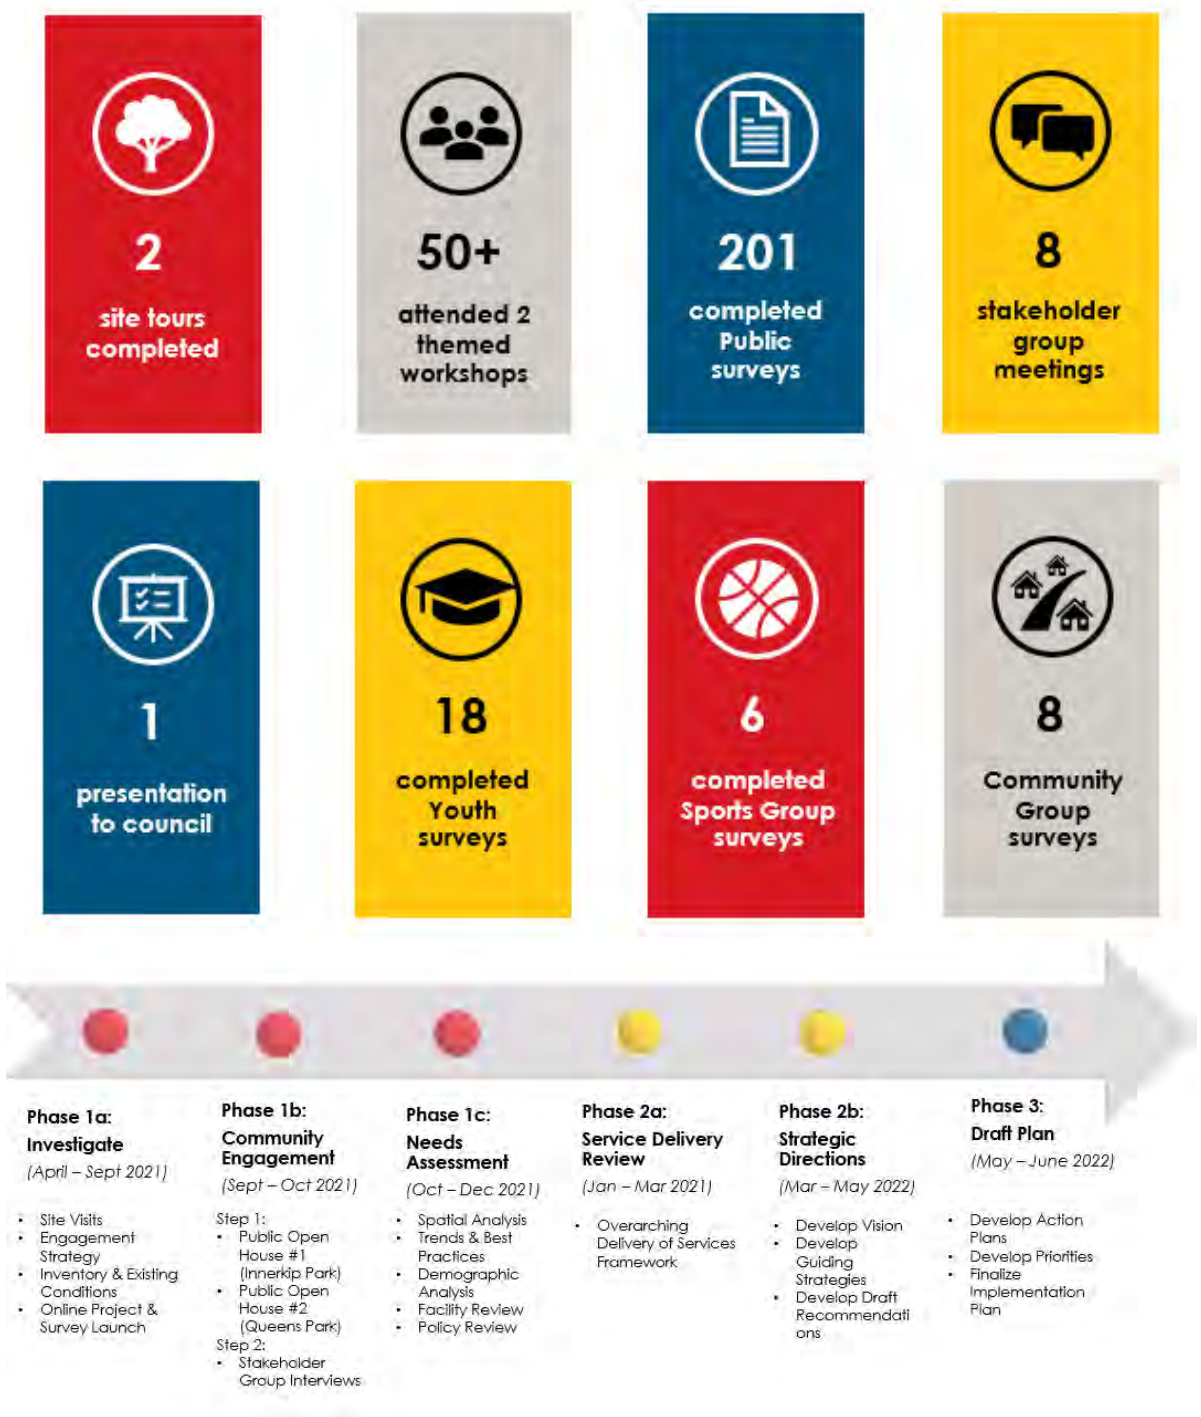 2
site tours
completed
50+
attended 2
themed
workshops
201
completed
Public
surveys
8
stakeholder
group
meetings
1
presentation
to council
18
completed
Youth
surveys
6
completed
Sports Group
surveys
8
Community
Group
surveys
Phase 1a:
Investigate
(April – Sept 2021)
• Site Visits
• Engagement
Strategy
• Inventory & Existing
Conditions
• Online Project &
Survey Launch
Phase 1b:
Community
Engagement
(Sept – Oct 2021)
Step 1:
• Public Open
House #1
(Innerkip Park)
• Public Open
House #2
(Queens Park)
Step 2:
• Stakeholder
Group Interviews
Phase 1c:
Needs
Assessment
(Oct – Dec 2021)
• Spatial Analysis
• Trends & Best
Practices
• Demographic
Analysis
• Facility Review
• Policy Review
Phase 2a:
Service Delivery
Review
(Jan – Mar 2021)
• Overarching
Delivery of Services
Framework
Phase 2b:
Strategic
Directions
(Mar – May 2022)
• Develop Vision
• Develop
Guiding
Strategies
• Develop Draft
Recommendati
ons
Phase 3:
Draft Plan
(May – June 2022)
• Develop Action
Plans
• Develop Priorities
• Finalize
Implementation
Plan